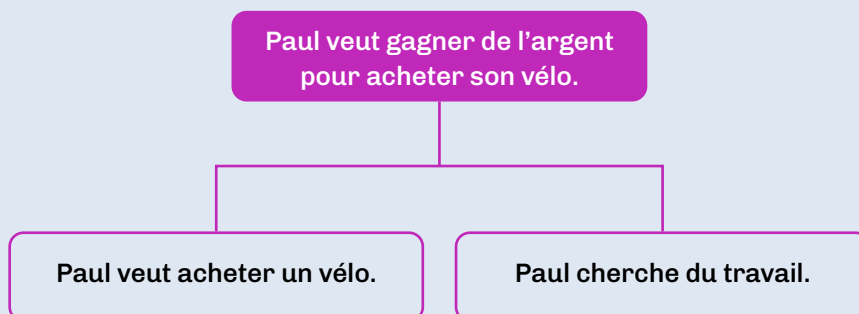 Paul veut gagner de l’argent
pour acheter son vélo.
Paul veut acheter un vélo.
Paul cherche du travail.